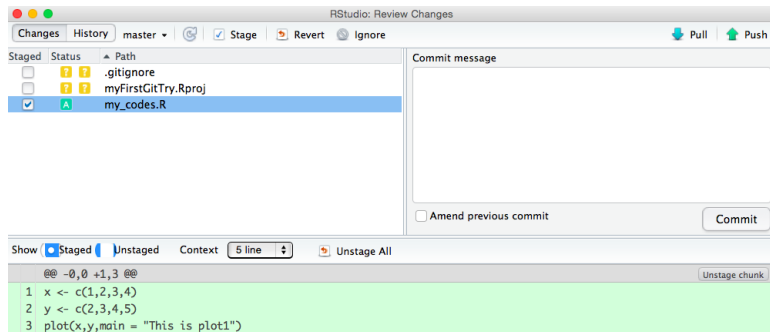 RStudio: Review Changes
Changes History master Stage Revert Ignore Pull Push
Staged Status Path
? ? .gitignore
? ? myFirstGitTry.Rproj
A my_codes.R
Commit message
Amend previous commit
Commit
Show Staged Unstaged Context 5 line Unstage All
@@ -0,0 +1,3 @@ Unstage chunk
1 x <- c(1,2,3,4)
2 y <- c(2,3,4,5)
3 plot(x,y,main = "This is plot1")